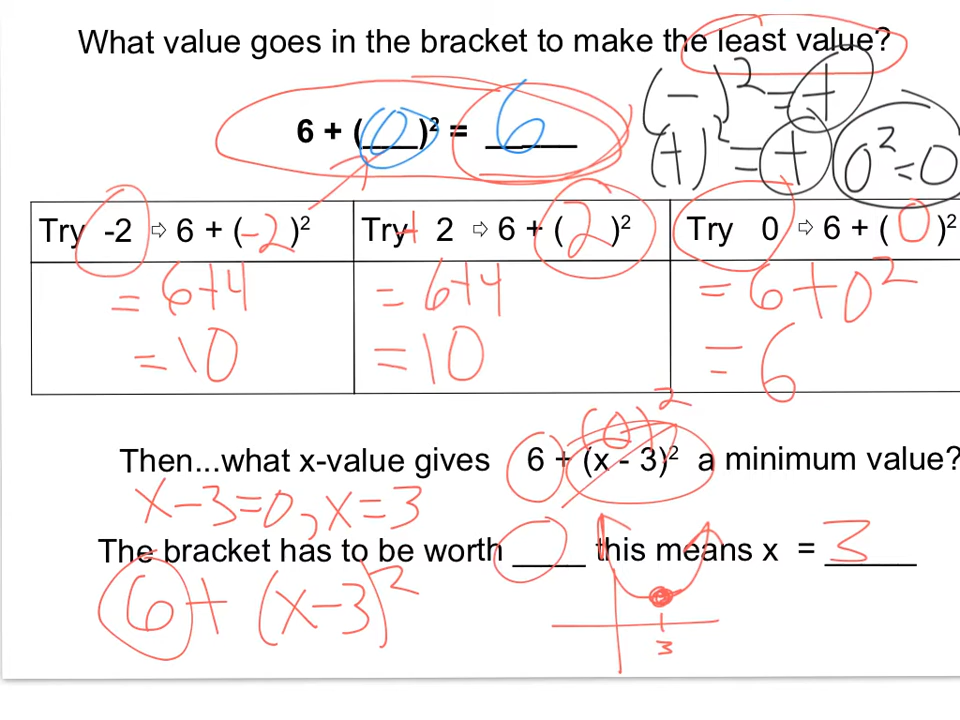 What value goes in the bracket to make the least value?
(-)² = +
6 + (0)² = 6
(+)² = + 0² = 0
Try -2 ⇨ 6 + (-2)² Try + 2 ⇨ 6 + (2)² Try 0 ⇨ 6 + (0)²
= 6+4 = 6+4 = 6+0²
= 10 = 10 = 6
(0)²
Then...what x-value gives 6 + (x - 3)² a minimum value?
x-3=0, x=3
The bracket has to be worth 0 this means x = 3
6 + (x-3)²
3